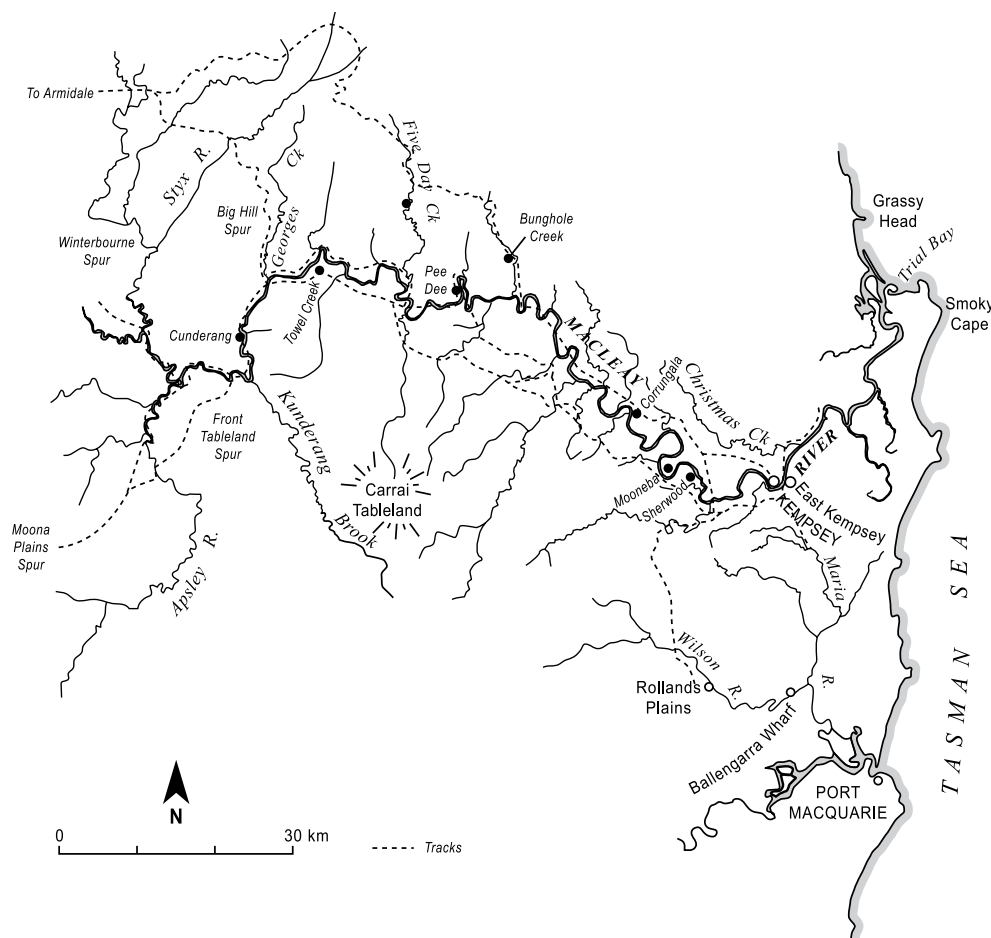 To Armidale
Styx R.
Georges Ck
Five Day Ck
Big Hill
Spur
Winterbourne
Spur
Bunghole
Creek
Grassy
Head
Trial Bay
Smoky
Cape
Pee
Dee
Towel Creek
Cunderang
MACLEAY RIVER
Corrungala
Christmas Ck
Front
Tableland
Spur
Kunderang Brook
Carrai
Tableland
Moonebah
Sherwood
East Kempsey
KEMPSEY
Moona
Plains
Spur
Apsley R.
Maria R.
Wilson R.
Rollands
Plains
Ballengarra Wharf
PORT
MACQUARIE
TASMAN SEA
N
0 30 km
Tracks